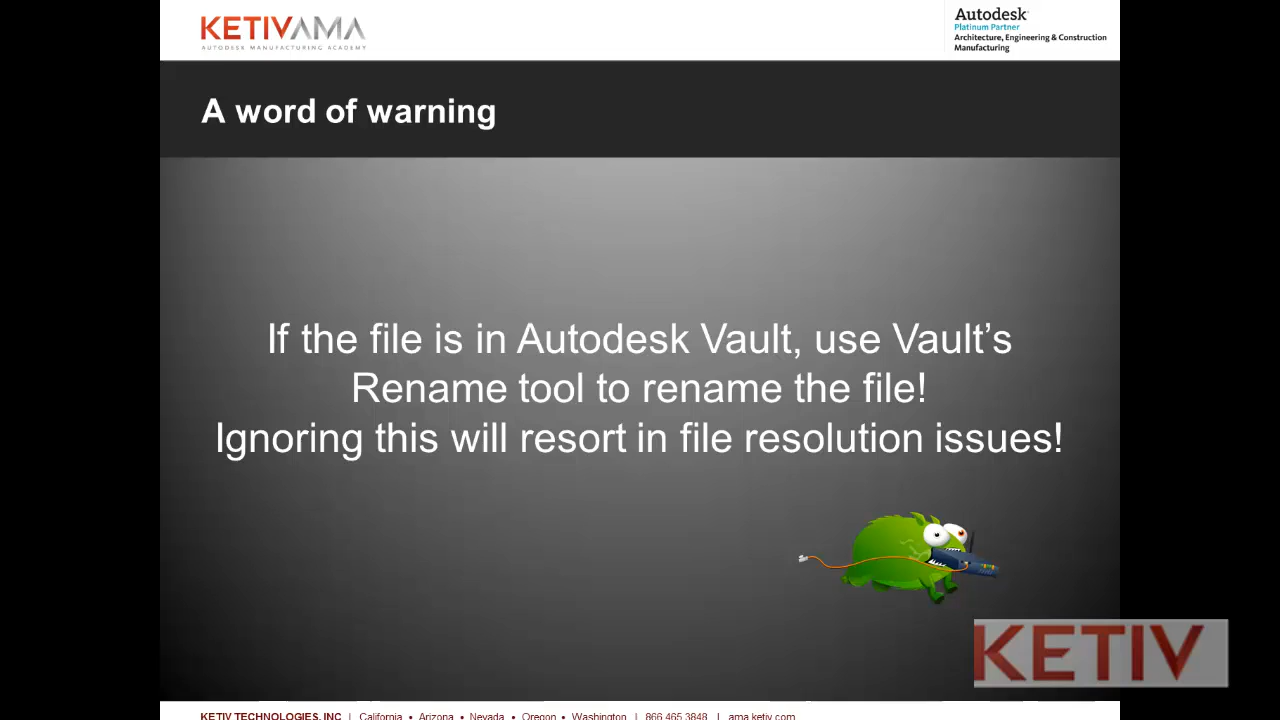 KETIVAMA
AUTODESK MANUFACTURING ACADEMY
Autodesk
Platinum Partner
Architecture, Engineering & Construction
Manufacturing
A word of warning
If the file is in Autodesk Vault, use Vault’s
Rename tool to rename the file!
Ignoring this will resort in file resolution issues!
KETIV
KETIV TECHNOLOGIES, INC | California • Arizona • Nevada • Oregon • Washington | 866.465.3848 | ama.ketiv.com